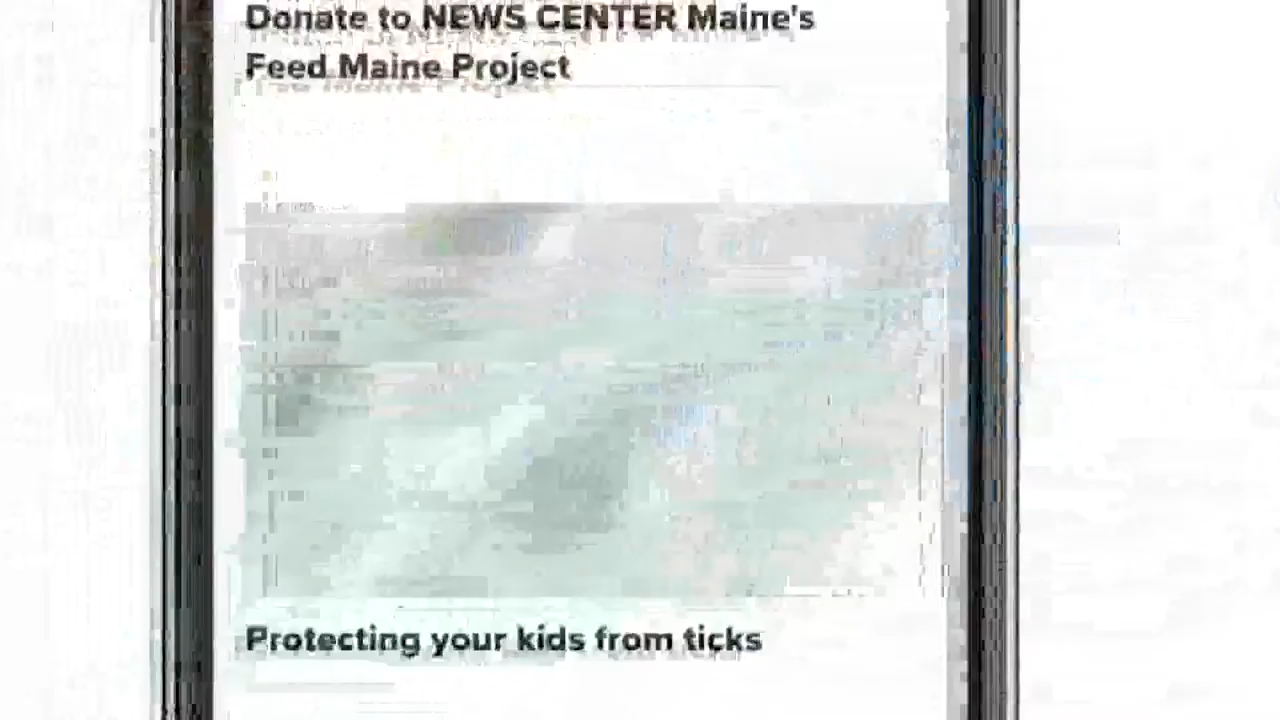 Donate to NEWS CENTER Maine's
Feed Maine Project
Protecting your kids from ticks